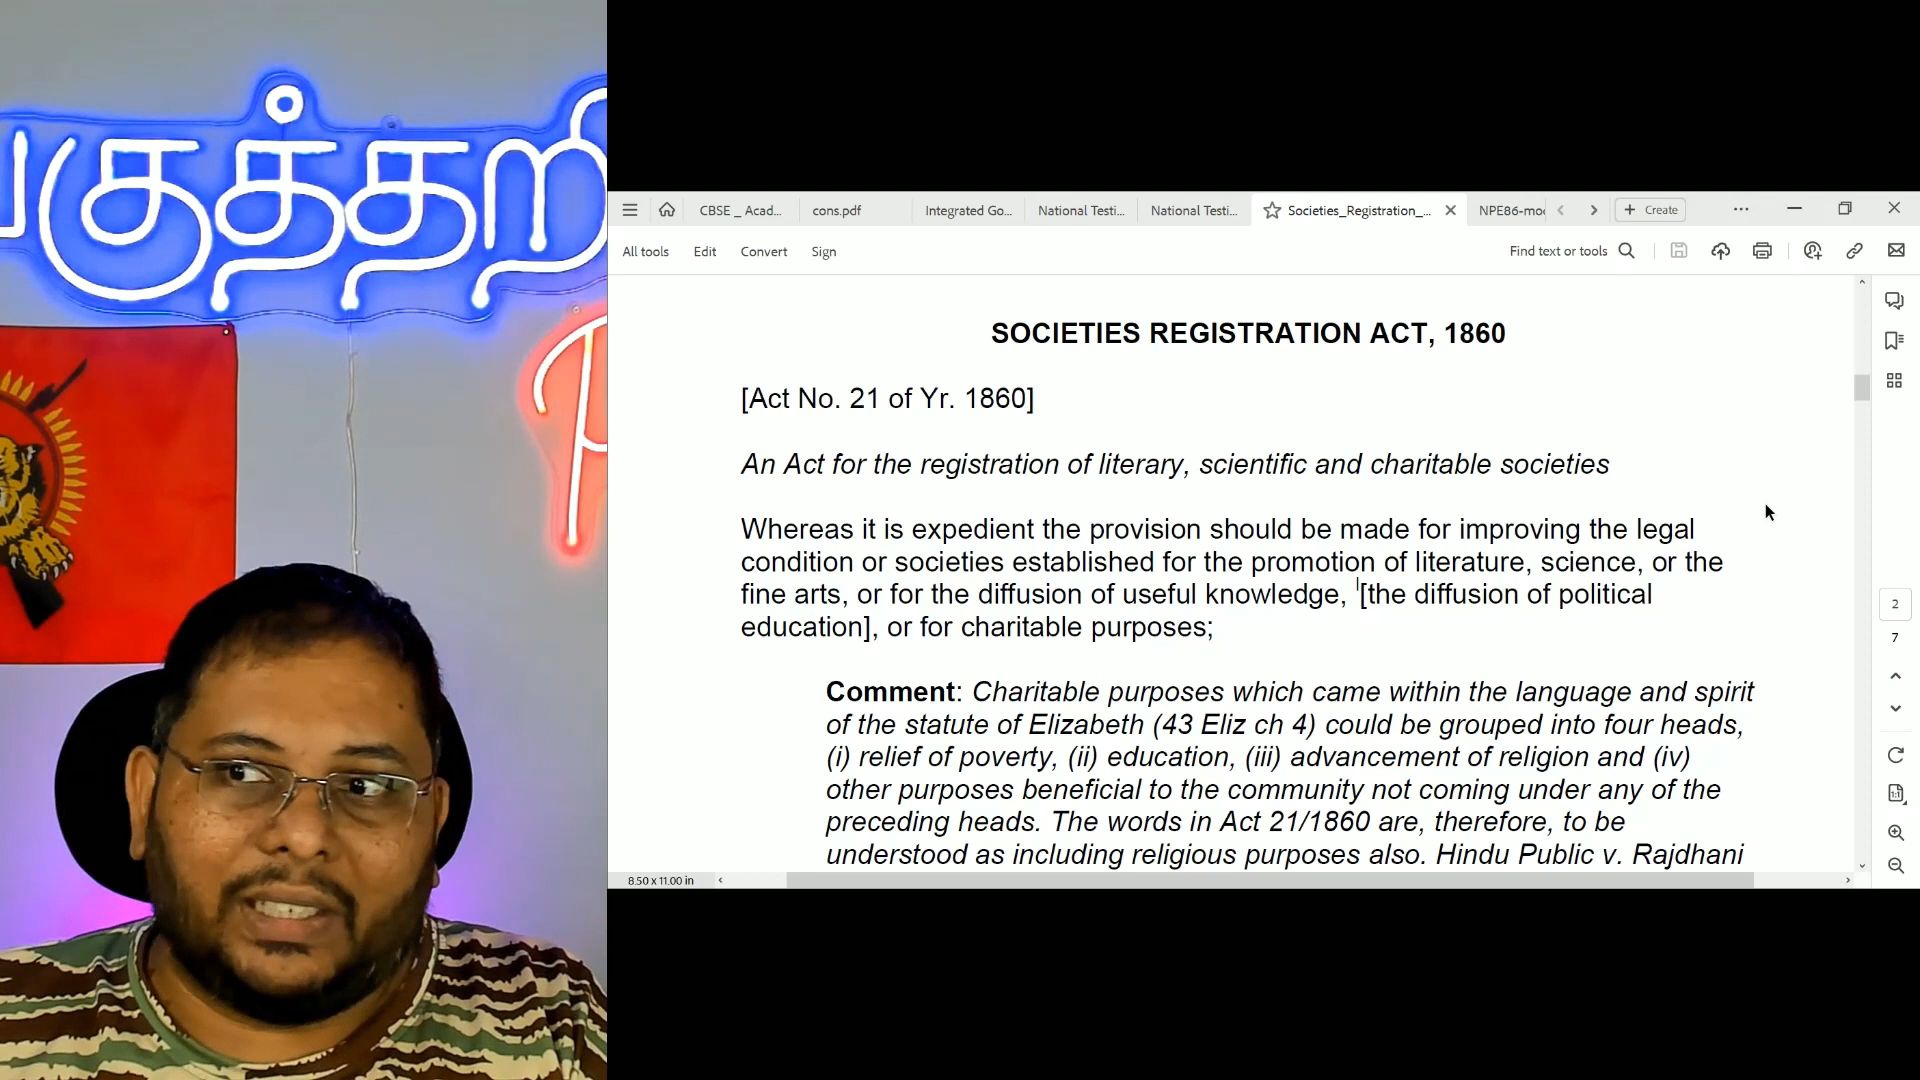 குத்தறி
P
CBSE _ Acad...
cons.pdf
Integrated Go...
National Testi...
National Testi...
Societies_Registration_...
NPE86-mo
Create
All tools
Edit
Convert
Sign
Find text or tools
SOCIETIES REGISTRATION ACT, 1860
[Act No. 21 of Yr. 1860]
An Act for the registration of literary, scientific and charitable societies
Whereas it is expedient the provision should be made for improving the legal
condition or societies established for the promotion of literature, science, or the
fine arts, or for the diffusion of useful knowledge, ¹[the diffusion of political
education], or for charitable purposes;
Comment: Charitable purposes which came within the language and spirit
of the statute of Elizabeth (43 Eliz ch 4) could be grouped into four heads,
(i) relief of poverty, (ii) education, (iii) advancement of religion and (iv)
other purposes beneficial to the community not coming under any of the
preceding heads. The words in Act 21/1860 are, therefore, to be
understood as including religious purposes also. Hindu Public v. Rajdhani
2
7
8.50 x 11.00 in